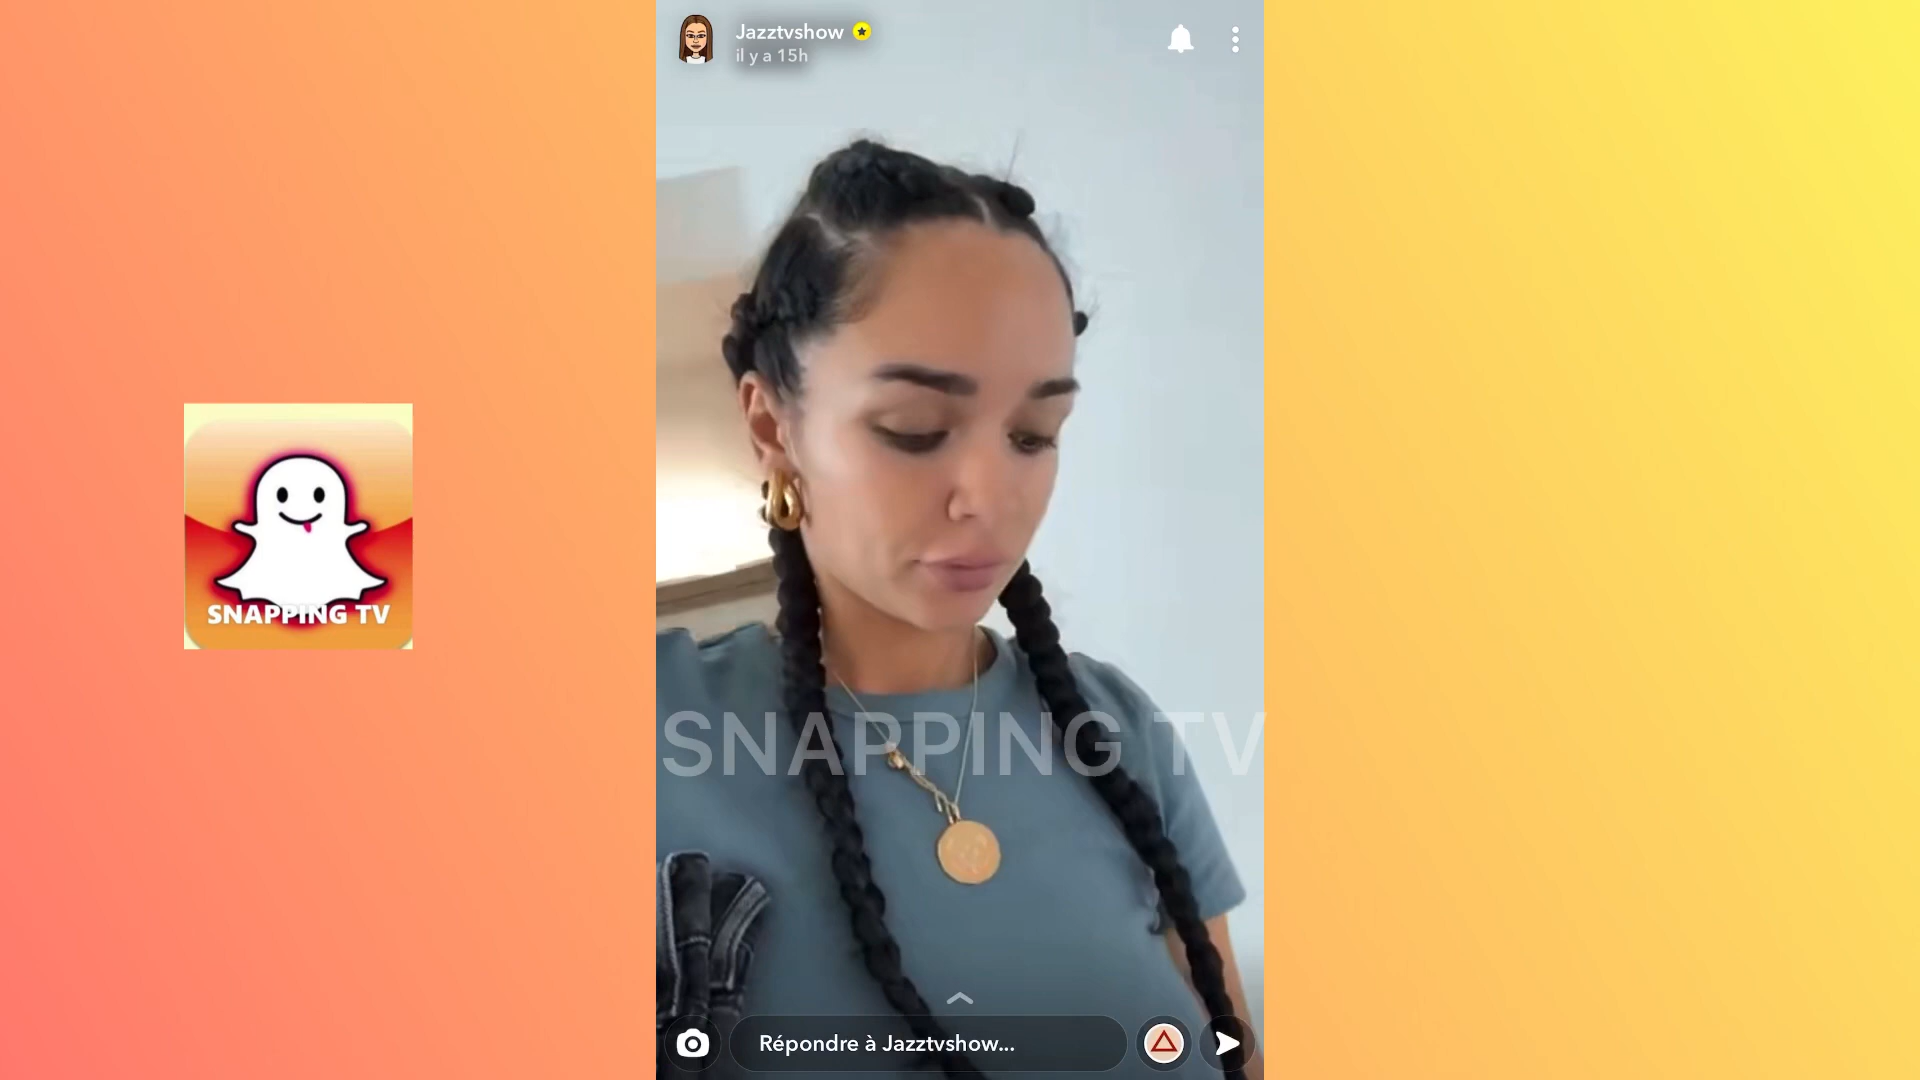 Jazztvshow
il y a 15h
SNAPPING TV
SNAPPING TV
Répondre à Jazztvshow...